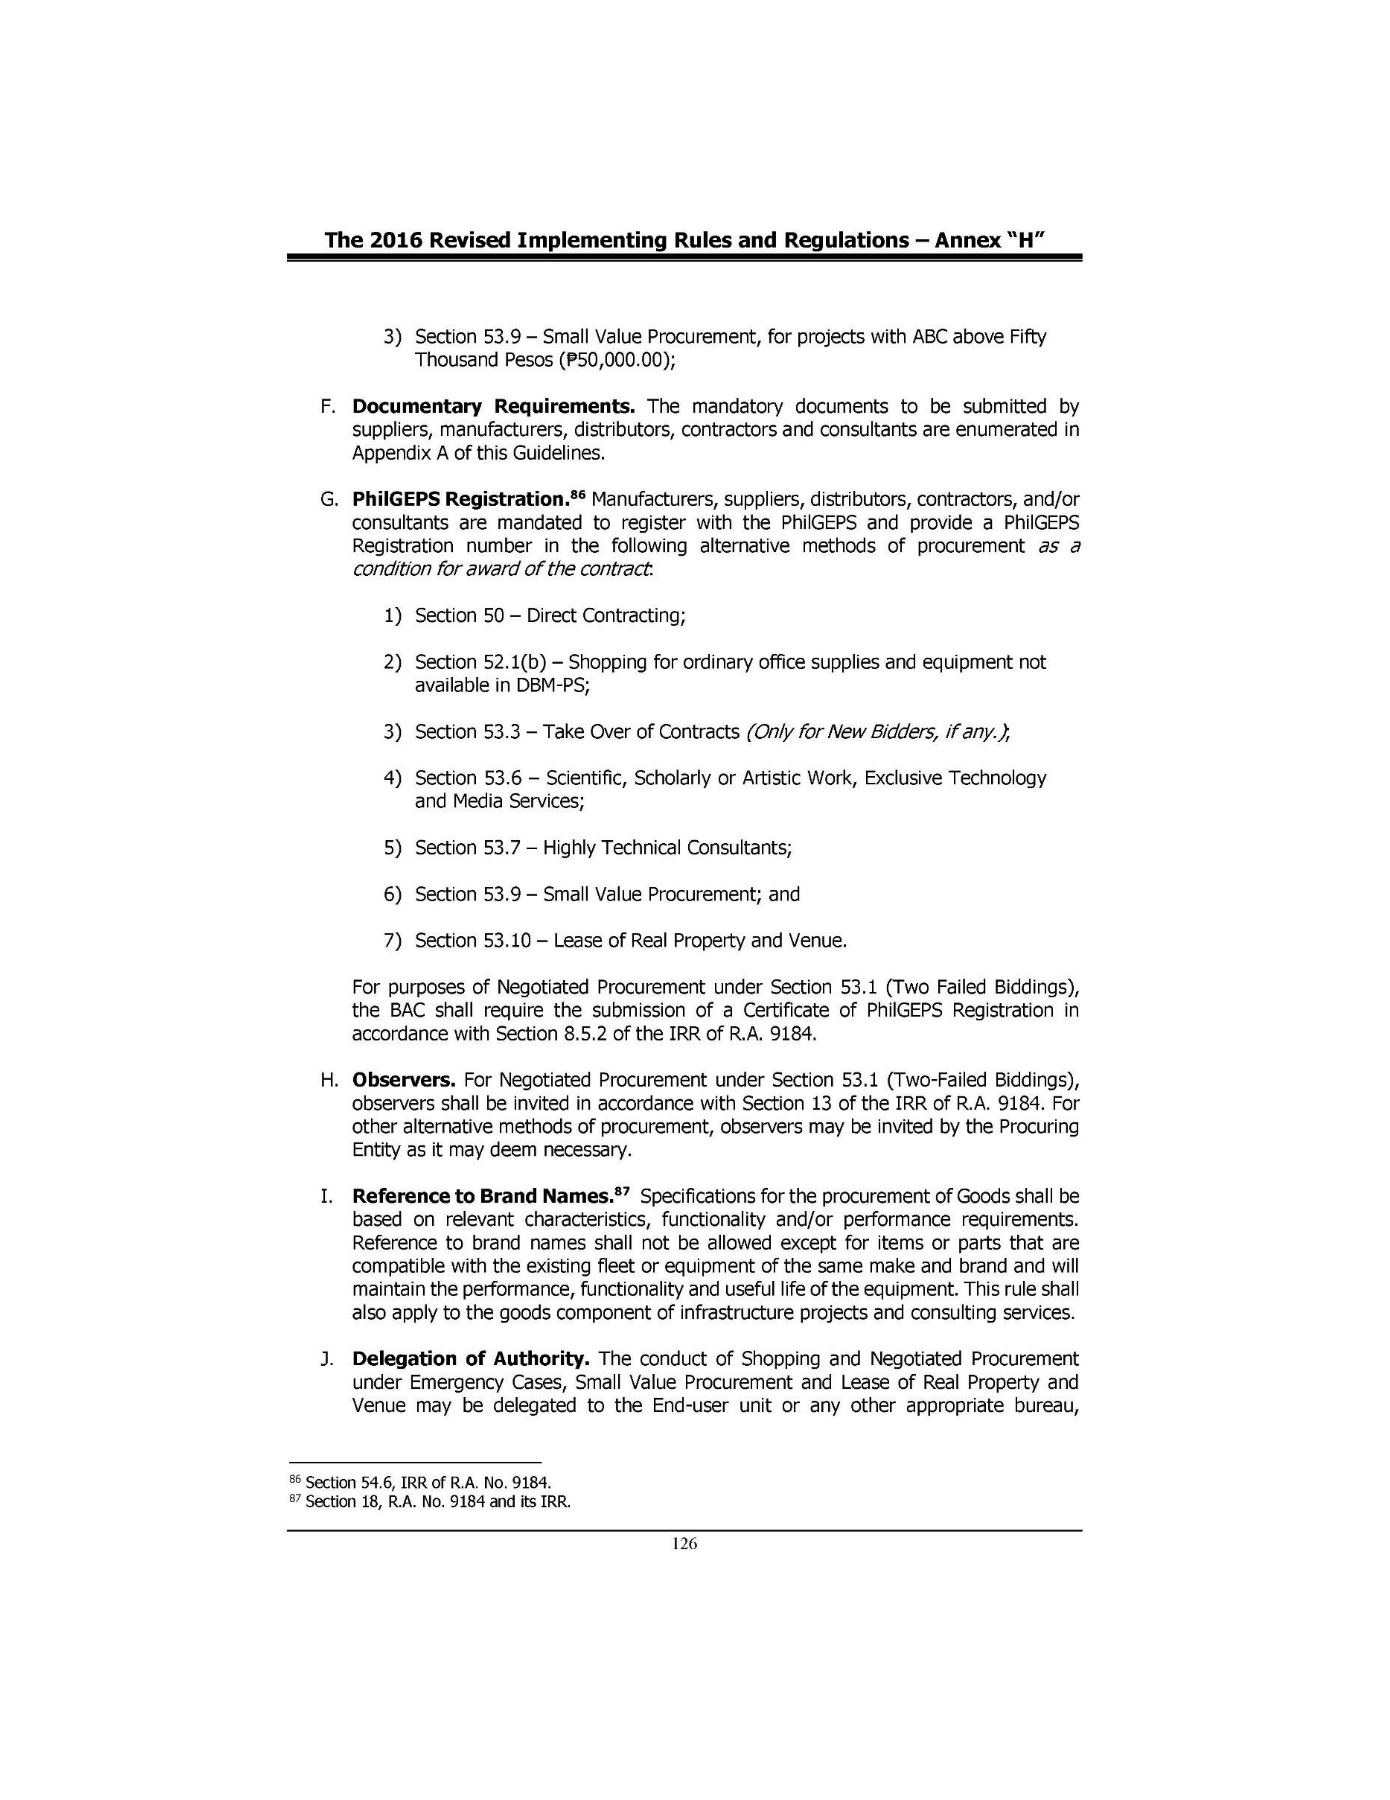 The 2016 Revised Implementing Rules and Regulations – Annex “H”
3) Section 53.9 – Small Value Procurement, for projects with ABC above Fifty
Thousand Pesos (₱50,000.00);
F. Documentary Requirements. The mandatory documents to be submitted by
suppliers, manufacturers, distributors, contractors and consultants are enumerated in
Appendix A of this Guidelines.
G. PhilGEPS Registration.86 Manufacturers, suppliers, distributors, contractors, and/or
consultants are mandated to register with the PhilGEPS and provide a PhilGEPS
Registration number in the following alternative methods of procurement as a
condition for award of the contract:
1) Section 50 – Direct Contracting;
2) Section 52.1(b) – Shopping for ordinary office supplies and equipment not
available in DBM-PS;
3) Section 53.3 – Take Over of Contracts (Only for New Bidders, if any.);
4) Section 53.6 – Scientific, Scholarly or Artistic Work, Exclusive Technology
and Media Services;
5) Section 53.7 – Highly Technical Consultants;
6) Section 53.9 – Small Value Procurement; and
7) Section 53.10 – Lease of Real Property and Venue.
For purposes of Negotiated Procurement under Section 53.1 (Two Failed Biddings),
the BAC shall require the submission of a Certificate of PhilGEPS Registration in
accordance with Section 8.5.2 of the IRR of R.A. 9184.
H. Observers. For Negotiated Procurement under Section 53.1 (Two-Failed Biddings),
observers shall be invited in accordance with Section 13 of the IRR of R.A. 9184. For
other alternative methods of procurement, observers may be invited by the Procuring
Entity as it may deem necessary.
I. Reference to Brand Names.87 Specifications for the procurement of Goods shall be
based on relevant characteristics, functionality and/or performance requirements.
Reference to brand names shall not be allowed except for items or parts that are
compatible with the existing fleet or equipment of the same make and brand and will
maintain the performance, functionality and useful life of the equipment. This rule shall
also apply to the goods component of infrastructure projects and consulting services.
J. Delegation of Authority. The conduct of Shopping and Negotiated Procurement
under Emergency Cases, Small Value Procurement and Lease of Real Property and
Venue may be delegated to the End-user unit or any other appropriate bureau,
86 Section 54.6, IRR of R.A. No. 9184.
87 Section 18, R.A. No. 9184 and its IRR.
126